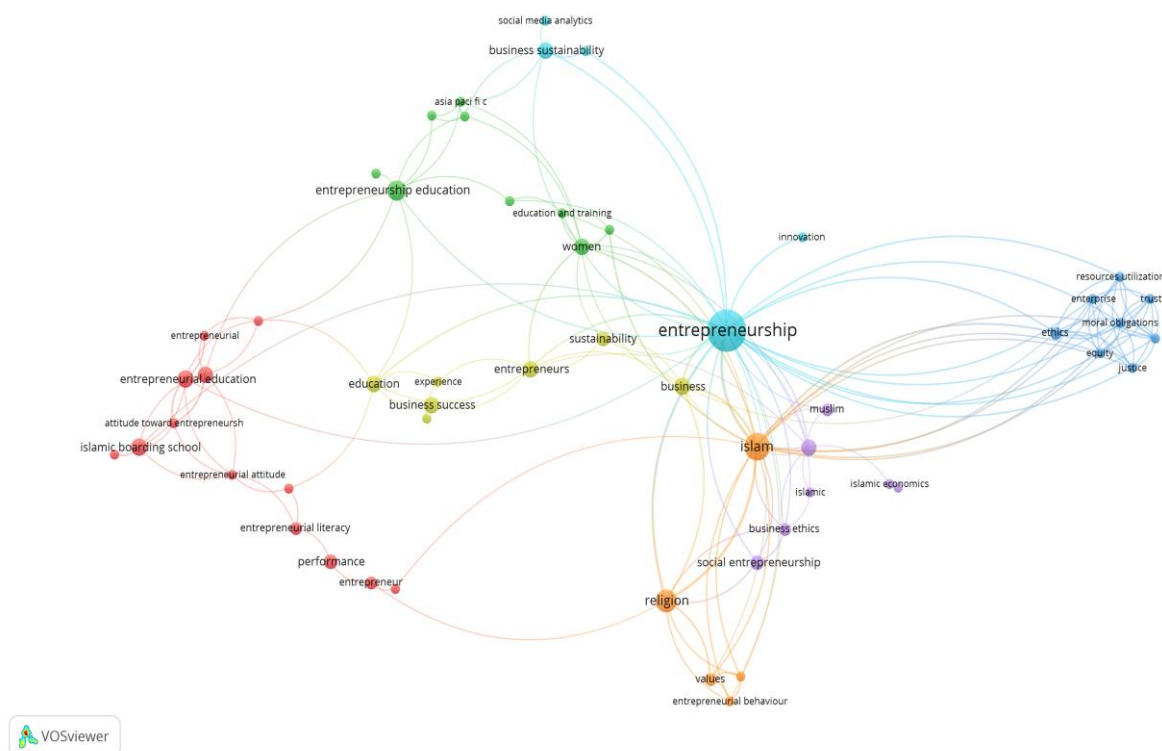 social media analytics
business sustainability
asia paci fi c
entrepreneurship education
education and training
women
innovation
resources utilization
enterprise
trust
entrepreneurship
moral obligations
ethics
entrepreneurial
sustainability
equity
justice
entrepreneurial education
education
experience
entrepreneurs
business
business success
muslim
attitude toward entrepreneursh
islamic boarding school
islam
entrepreneurial attitude
islamic economics
islamic
entrepreneurial literacy
business ethics
performance
social entrepreneurship
entrepreneur
religion
values
entrepreneurial behaviour
VOSviewer